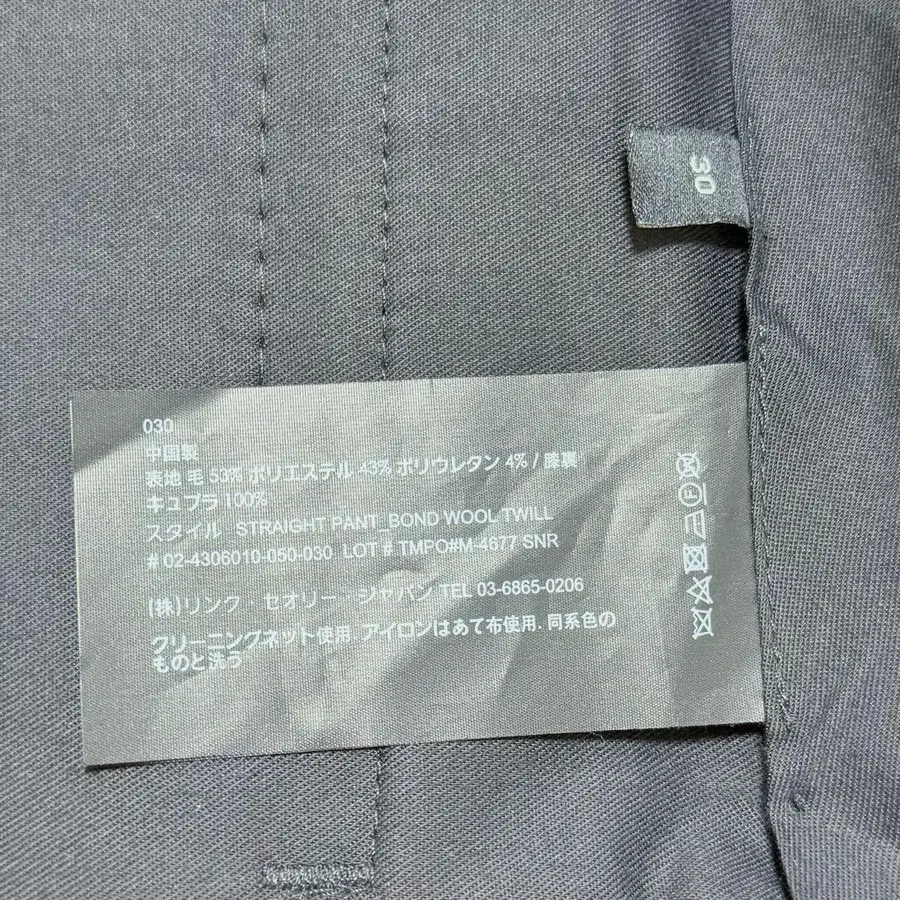 30
030
中国製
表地 毛 53% ポリエステル 43% ポリウレタン 4% / 膝裏
キュプラ 100%
スタイル STRAIGHT PANT BOND WOOL TWILL
# 02-4306010-050-030 LOT # TMPO#M-4677 SNR
(株)リンク・セオリー・ジャパン TEL 03-6865-0206
クリーニングネット使用. アイロンはあて布使用. 同系色の
ものと洗う